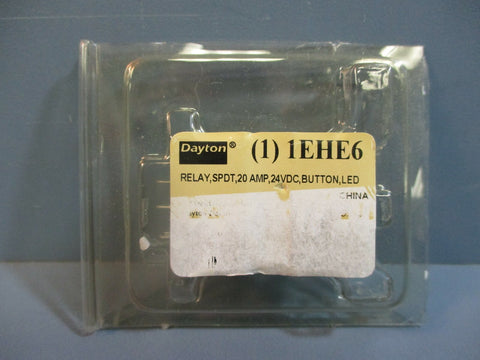 Dayton® (1) 1EHE6
RELAY,SPDT,20 AMP,24VDC,BUTTON,LED
CHINA